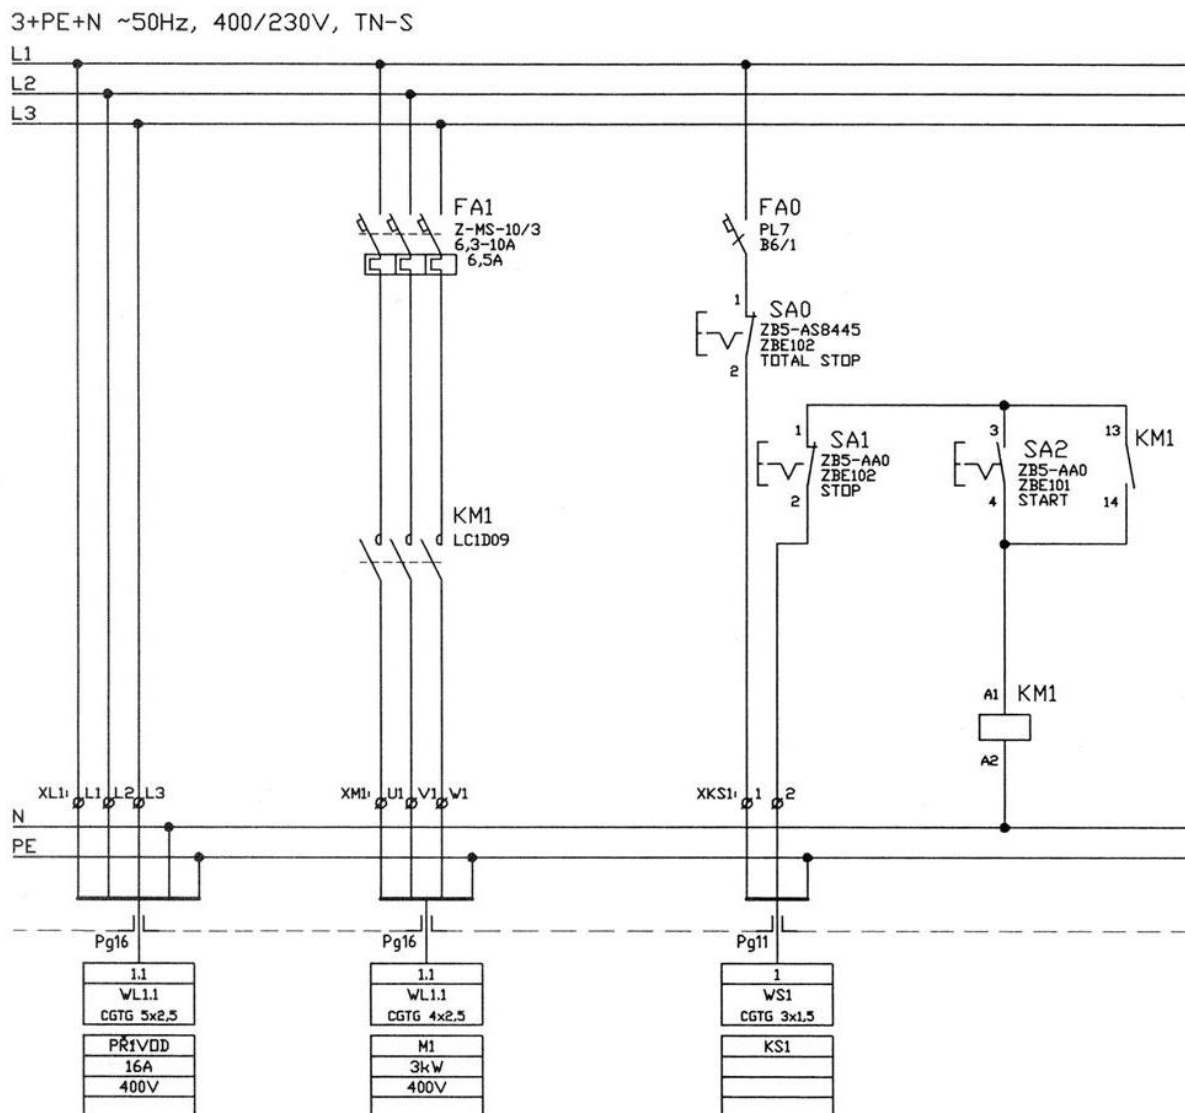 3+PE+N ~50Hz, 400/230V, TN-S
L1
L2
L3
FA1
Z-MS-10/3
6,3-10A
6,5A
FA0
PL7
B6/1
1
SA0
ZB5-AS8445
ZBE102
TOTAL STOP
2
1
SA1
ZB5-AA0
ZBE102
STOP
2
3
SA2
ZB5-AA0
ZBE101
START
4
13
KM1
14
KM1
LC1D09
A1
KM1
A2
XL1: L1 L2 L3
XM1: U1 V1 W1
XKS1: 1 2
N
PE
Pg16
Pg16
Pg11
1.1
WL1.1
CGTG 5x2,5
PŘIVOD
16A
400V
1.1
WL1.1
CGTG 4x2,5
M1
3kW
400V
1
WS1
CGTG 3x1,5
KS1